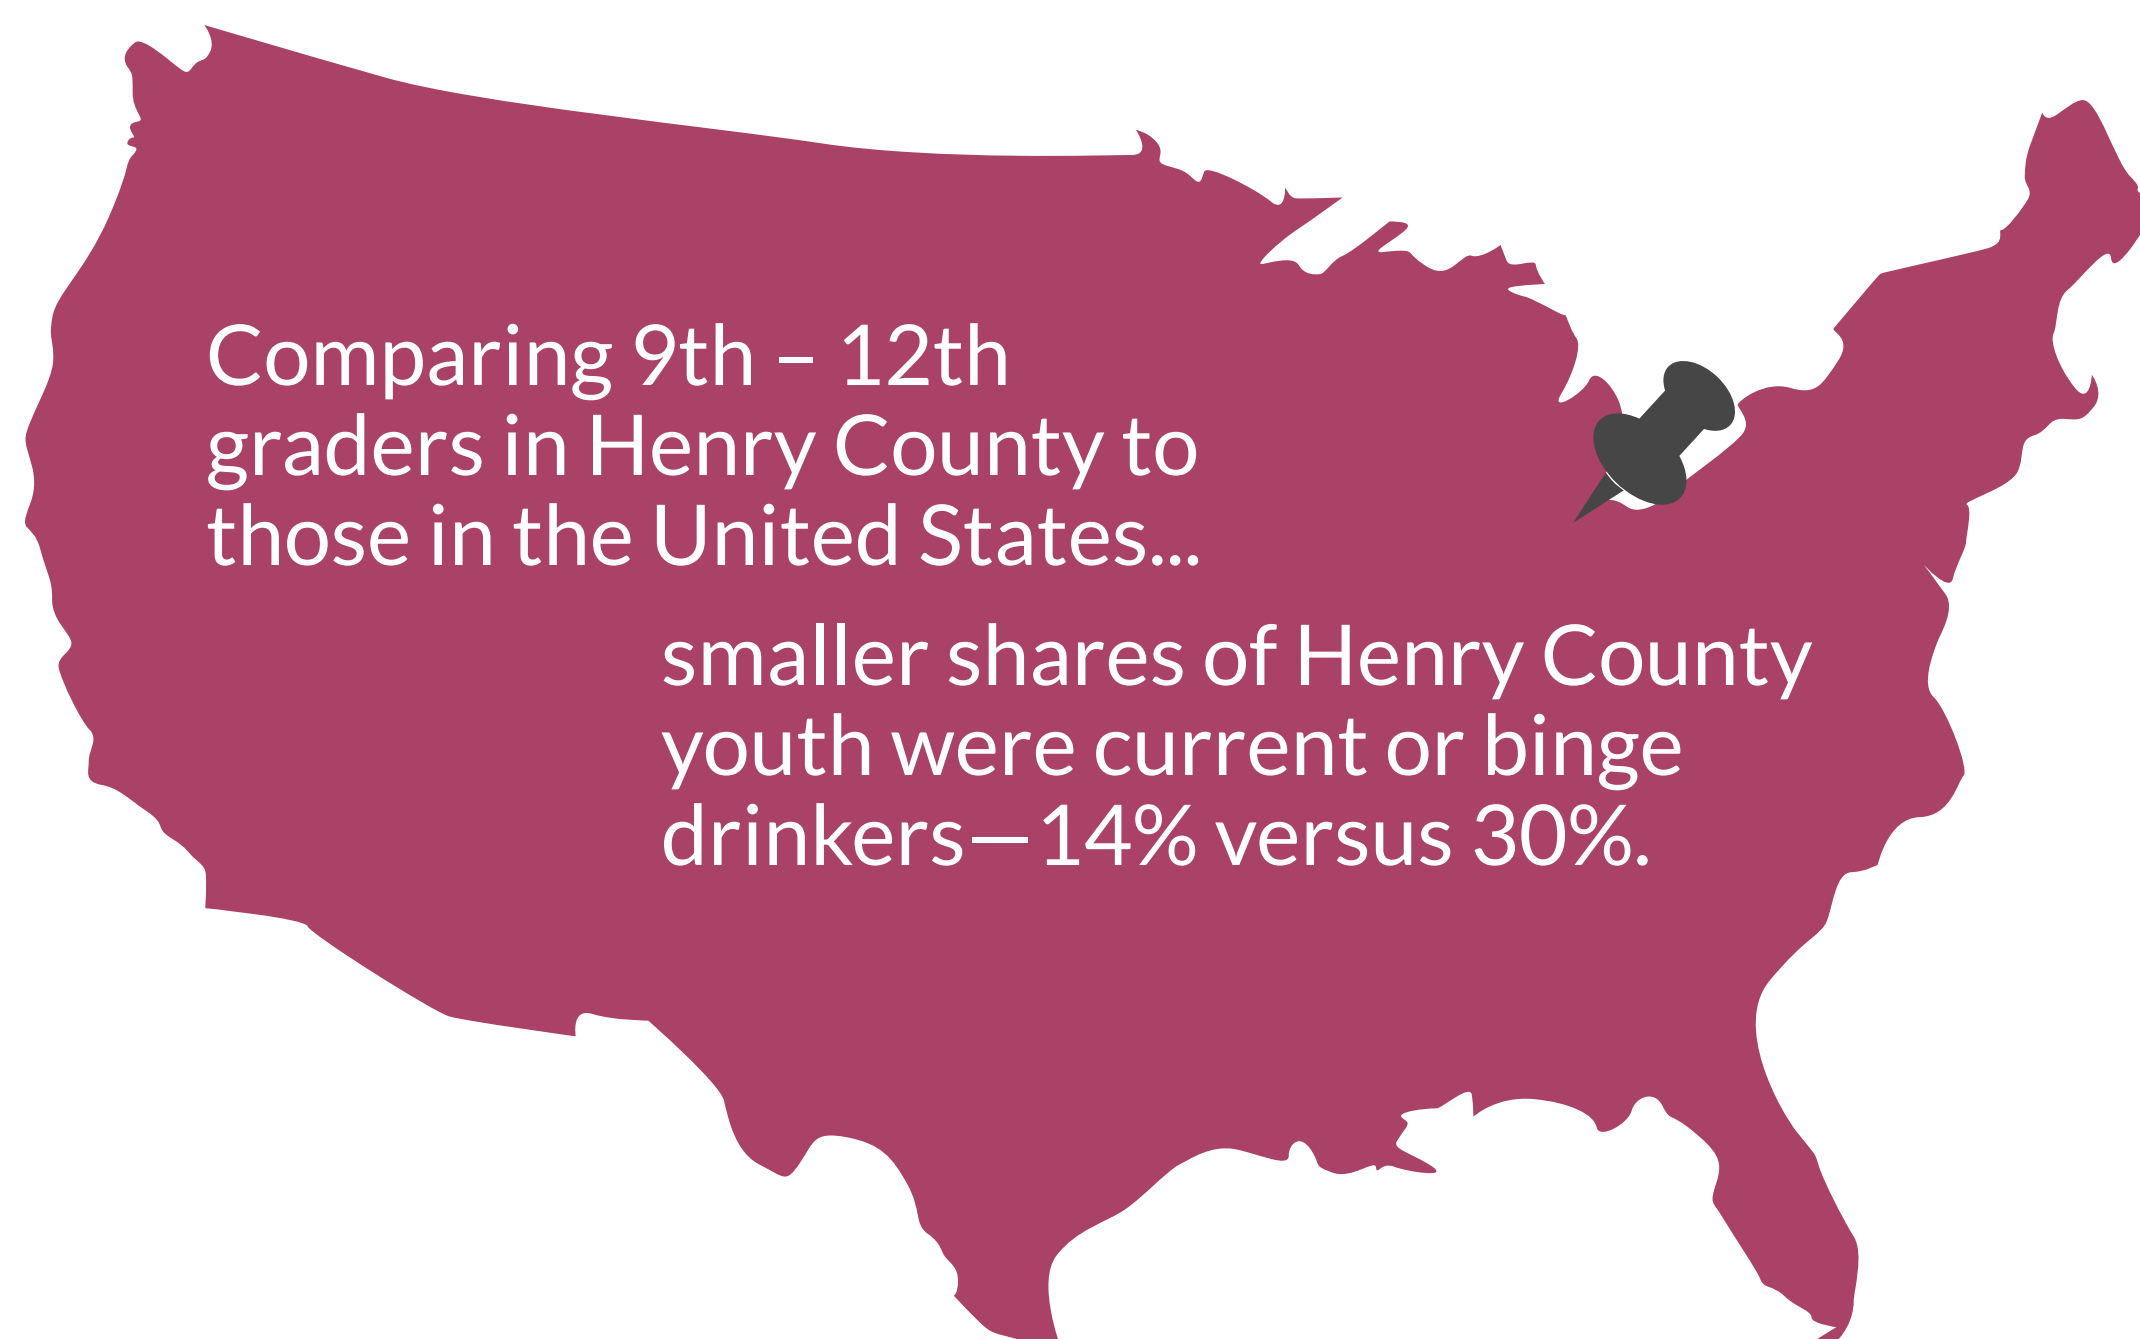 Comparing 9th – 12th
graders in Henry County to
those in the United States...
smaller shares of Henry County
youth were current or binge
drinkers—14% versus 30%.